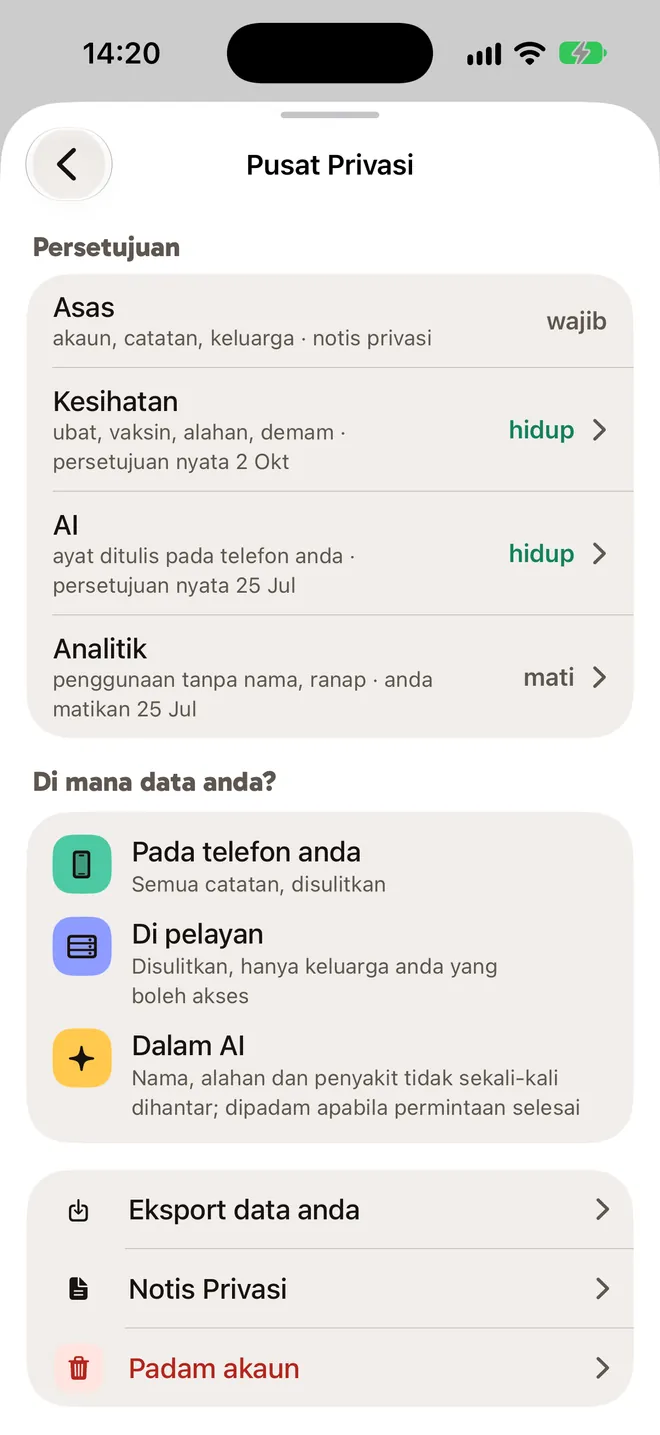 14:20
Pusat Privasi
Persetujuan
Asas
akaun, catatan, keluarga · notis privasi
wajib
Kesihatan
ubat, vaksin, alahan, demam ·
persetujuan nyata 2 Okt
hidup
AI
ayat ditulis pada telefon anda ·
persetujuan nyata 25 Jul
hidup
Analitik
penggunaan tanpa nama, ranap · anda
matikan 25 Jul
mati
Di mana data anda?
Pada telefon anda
Semua catatan, disulitkan
Di pelayan
Disulitkan, hanya keluarga anda yang
boleh akses
Dalam AI
Nama, alahan dan penyakit tidak sekali-kali
dihantar; dipadam apabila permintaan selesai
Eksport data anda
Notis Privasi
Padam akaun